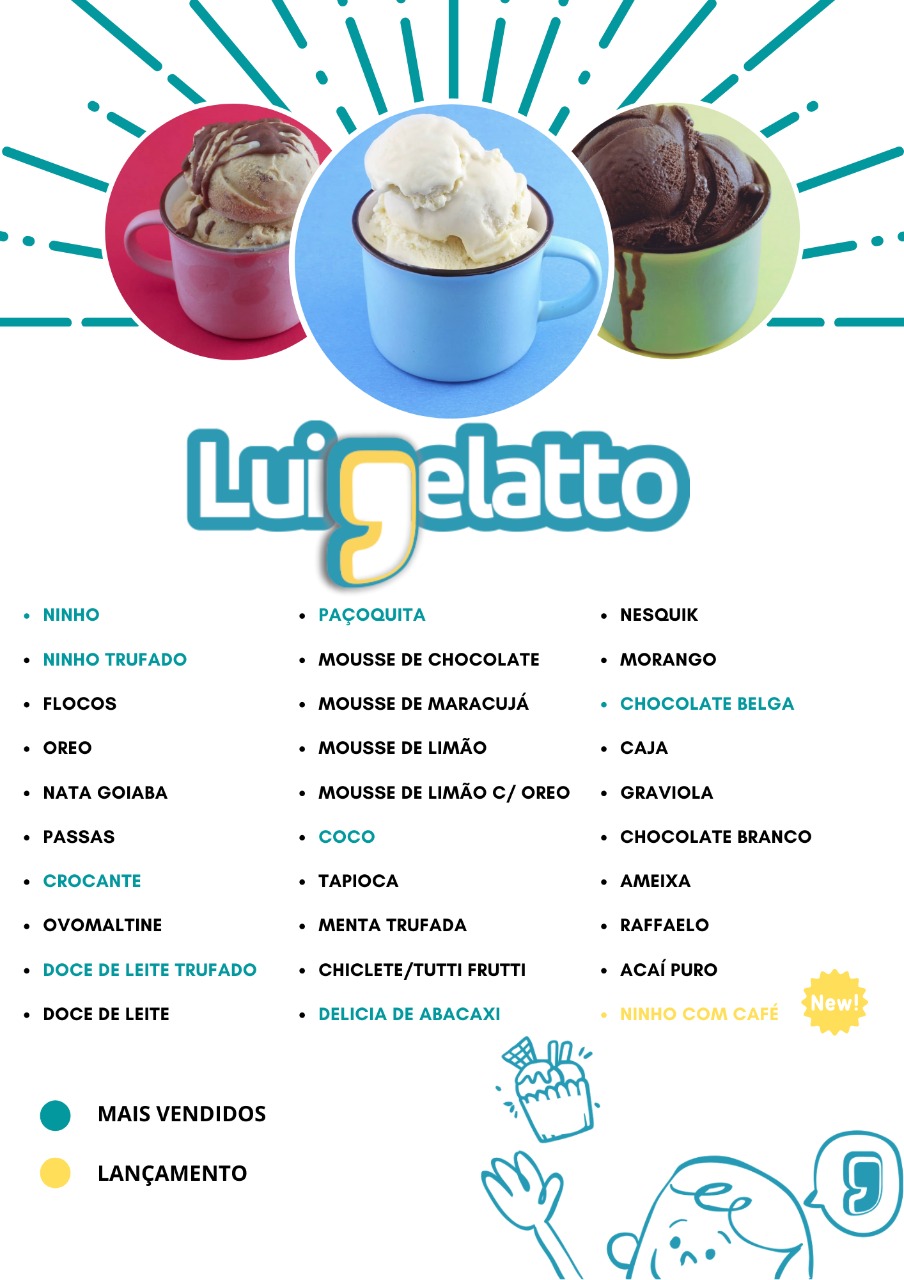 Luigelatto
NINHO
NINHO TRUFADO
FLOCOS
OREO
NATA GOIABA
PASSAS
CROCANTE
OVOMALTINE
DOCE DE LEITE TRUFADO
DOCE DE LEITE
PAÇOQUITA
MOUSSE DE CHOCOLATE
MOUSSE DE MARACUJÁ
MOUSSE DE LIMÃO
MOUSSE DE LIMÃO C/ OREO
COCO
TAPIOCA
MENTA TRUFADA
CHICLETE/TUTTI FRUTTI
DELICIA DE ABACAXI
NESQUIK
MORANGO
CHOCOLATE BELGA
CAJA
GRAVIOLA
CHOCOLATE BRANCO
AMEIXA
RAFFAELO
ACAÍ PURO
NINHO COM CAFÉ
New!
MAIS VENDIDOS
LANÇAMENTO